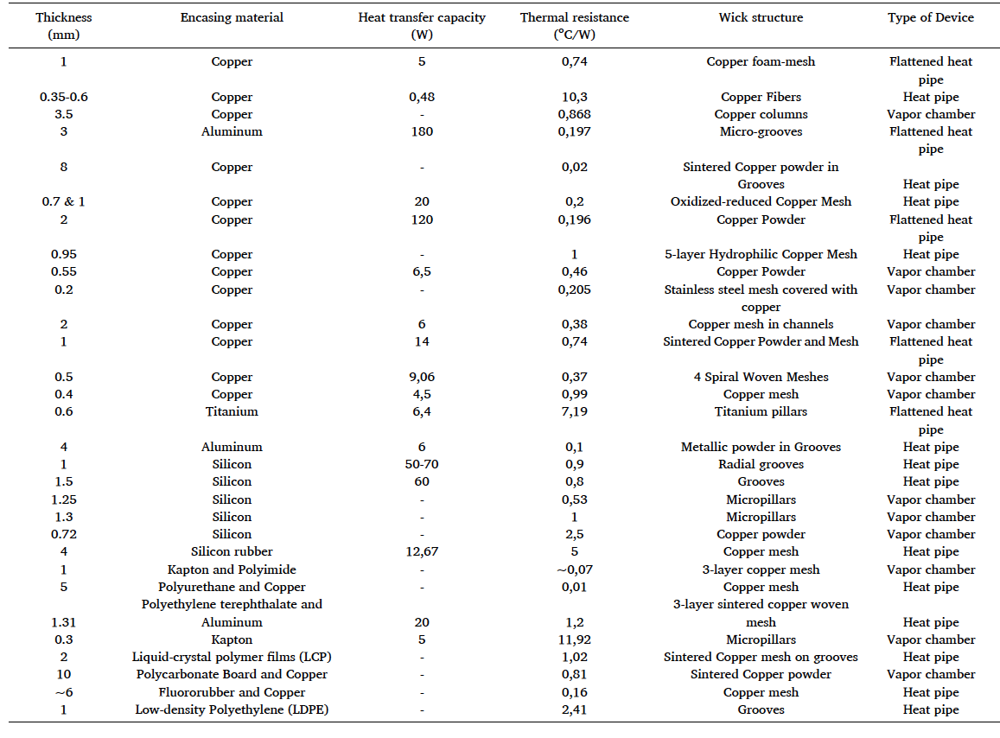 Thickness Encasing material Heat transfer capacity Thermal resistance Wick structure Type of Device
(mm) (W) (°C/W)
1 Copper 5 0,74 Copper foam-mesh Flattened heat
pipe
0.35-0.6 Copper 0,48 10,3 Copper Fibers Heat pipe
3.5 Copper - 0,868 Copper columns Vapor chamber
3 Aluminum 180 0,197 Micro-grooves Flattened heat
pipe
8 Copper - 0,02 Sintered Copper powder in
Grooves Heat pipe
0.7 & 1 Copper 20 0,2 Oxidized-reduced Copper Mesh Heat pipe
2 Copper 120 0,196 Copper Powder Flattened heat
pipe
0.95 Copper - 1 5-layer Hydrophilic Copper Mesh Heat pipe
0.55 Copper 6,5 0,46 Copper Powder Vapor chamber
0.2 Copper - 0,205 Stainless steel mesh covered with Vapor chamber
copper
2 Copper 6 0,38 Copper mesh in channels Vapor chamber
1 Copper 14 0,74 Sintered Copper Powder and Mesh Flattened heat
pipe
0.5 Copper 9,06 0,37 4 Spiral Woven Meshes Vapor chamber
0.4 Copper 4,5 0,99 Copper mesh Vapor chamber
0.6 Titanium 6,4 7,19 Titanium pillars Flattened heat
pipe
4 Aluminum 6 0,1 Metallic powder in Grooves Heat pipe
1 Silicon 50-70 0,9 Radial grooves Heat pipe
1.5 Silicon 60 0,8 Grooves Heat pipe
1.25 Silicon - 0,53 Micropillars Vapor chamber
1.3 Silicon - 1 Micropillars Vapor chamber
0.72 Silicon - 2,5 Copper powder Vapor chamber
4 Silicon rubber 12,67 5 Copper mesh Heat pipe
1 Kapton and Polyimide - ~0,07 3-layer copper mesh Vapor chamber
5 Polyurethane and Copper - 0,01 Copper mesh Heat pipe
Polyethylene terephthalate and 3-layer sintered copper woven
1.31 Aluminum 20 1,2 mesh Heat pipe
0.3 Kapton 5 11,92 Micropillars Vapor chamber
2 Liquid-crystal polymer films (LCP) - 1,02 Sintered Copper mesh on grooves Heat pipe
10 Polycarbonate Board and Copper - 0,81 Sintered Copper powder Vapor chamber
~6 Fluororubber and Copper - 0,16 Copper mesh Heat pipe
1 Low-density Polyethylene (LDPE) - 2,41 Grooves Heat pipe